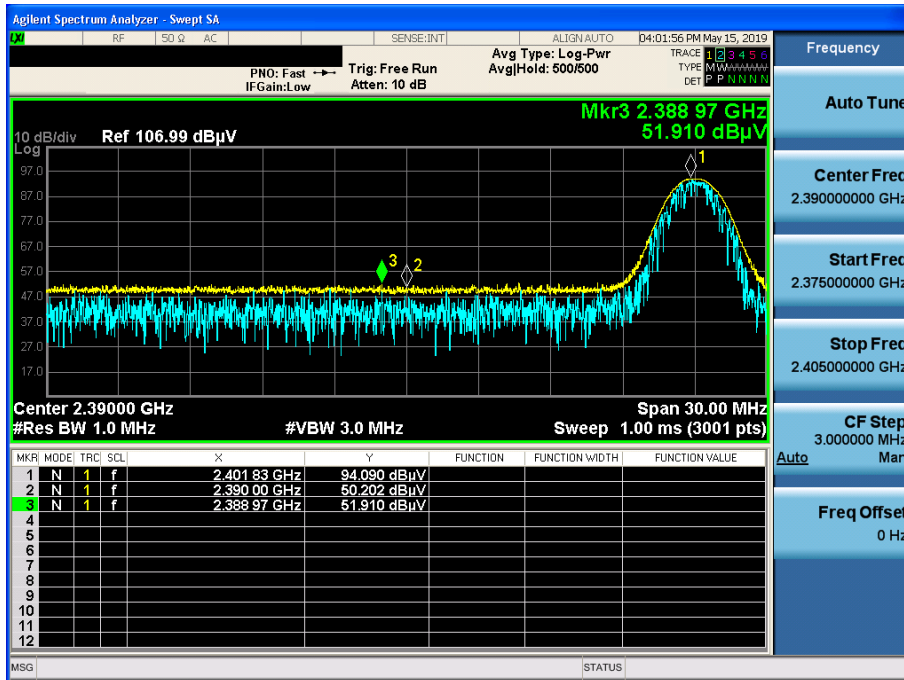 Agilent Spectrum Analyzer - Swept SA
LXI RF 50 Ω AC SENSE:INT ALIGN AUTO 04:01:56 PM May 15, 2019
PNO: Fast Trig: Free Run Avg Type: Log-Pwr TRACE 1 2 3 4 5 6
IFGain:Low Atten: 10 dB Avg|Hold: 500/500 TYPE M W W W W W
DET P P N N N N
Mkr3 2.388 97 GHz
51.910 dBµV
10 dB/div Ref 106.99 dBµV
Log
97.0
87.0
77.0
67.0
57.0
47.0
37.0
27.0
17.0
1
3 2
Center 2.39000 GHz Span 30.00 MHz
#Res BW 1.0 MHz #VBW 3.0 MHz Sweep 1.00 ms (3001 pts)
MKR MODE TRC SCL X Y FUNCTION FUNCTION WIDTH FUNCTION VALUE
1 N 1 f 2.401 83 GHz 94.090 dBµV
2 N 1 f 2.390 00 GHz 50.202 dBµV
3 N 1 f 2.388 97 GHz 51.910 dBµV
4
5
6
7
8
9
10
11
12
MSG STATUS
Frequency
Auto Tune
Center Freq
2.390000000 GHz
Start Freq
2.375000000 GHz
Stop Freq
2.405000000 GHz
CF Step
3.000000 MHz
Auto Man
Freq Offset
0 Hz